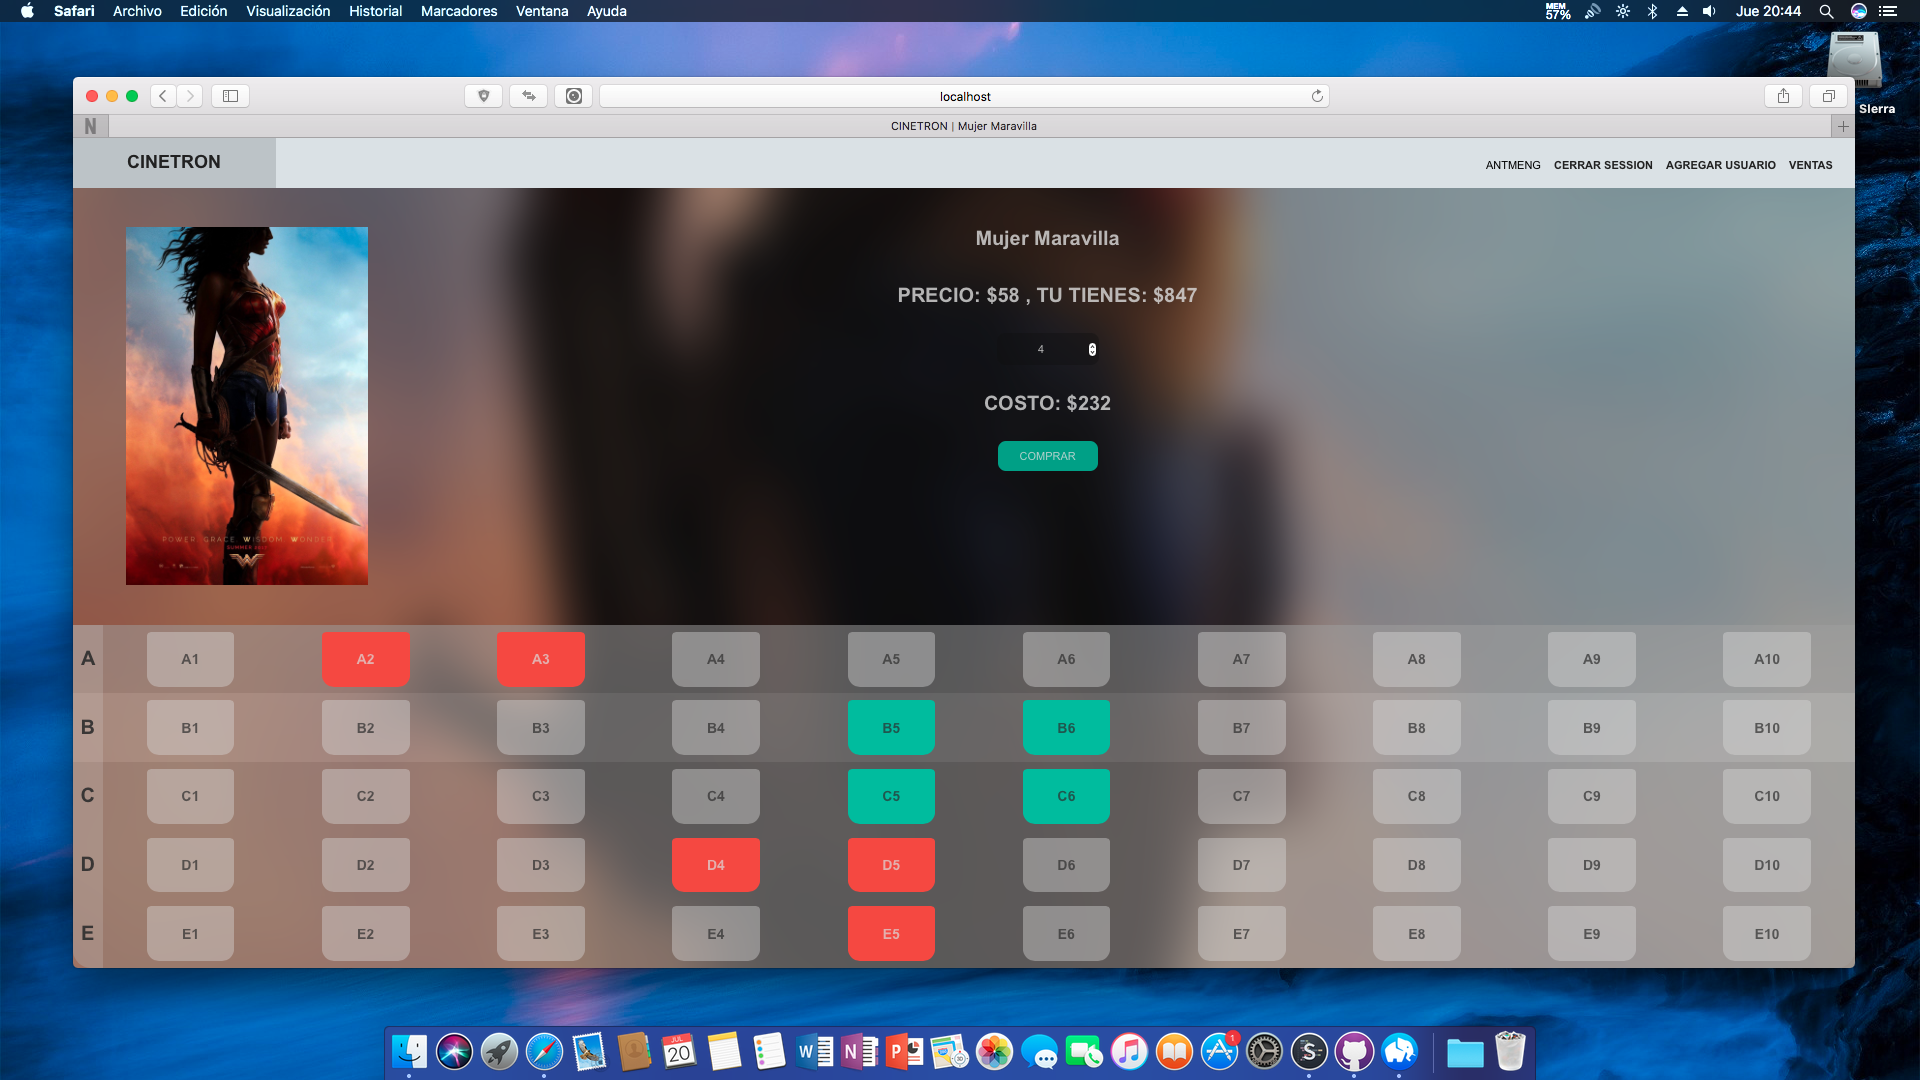 Safari Archivo Edición Visualización Historial Marcadores Ventana Ayuda
MEM 57% Jue 20:44
SIerra
localhost
N CINETRON | Mujer Maravilla
CINETRON ANTMENG CERRAR SESSION AGREGAR USUARIO VENTAS
Mujer Maravilla
PRECIO: $58 , TU TIENES: $847
4
COSTO: $232
COMPRAR
POWER. GRACE. WISDOM. WONDER.
A A1 A2 A3 A4 A5 A6 A7 A8 A9 A10
B B1 B2 B3 B4 B5 B6 B7 B8 B9 B10
C C1 C2 C3 C4 C5 C6 C7 C8 C9 C10
D D1 D2 D3 D4 D5 D6 D7 D8 D9 D10
E E1 E2 E3 E4 E5 E6 E7 E8 E9 E10
JUL
20
W N P 3D 1 S